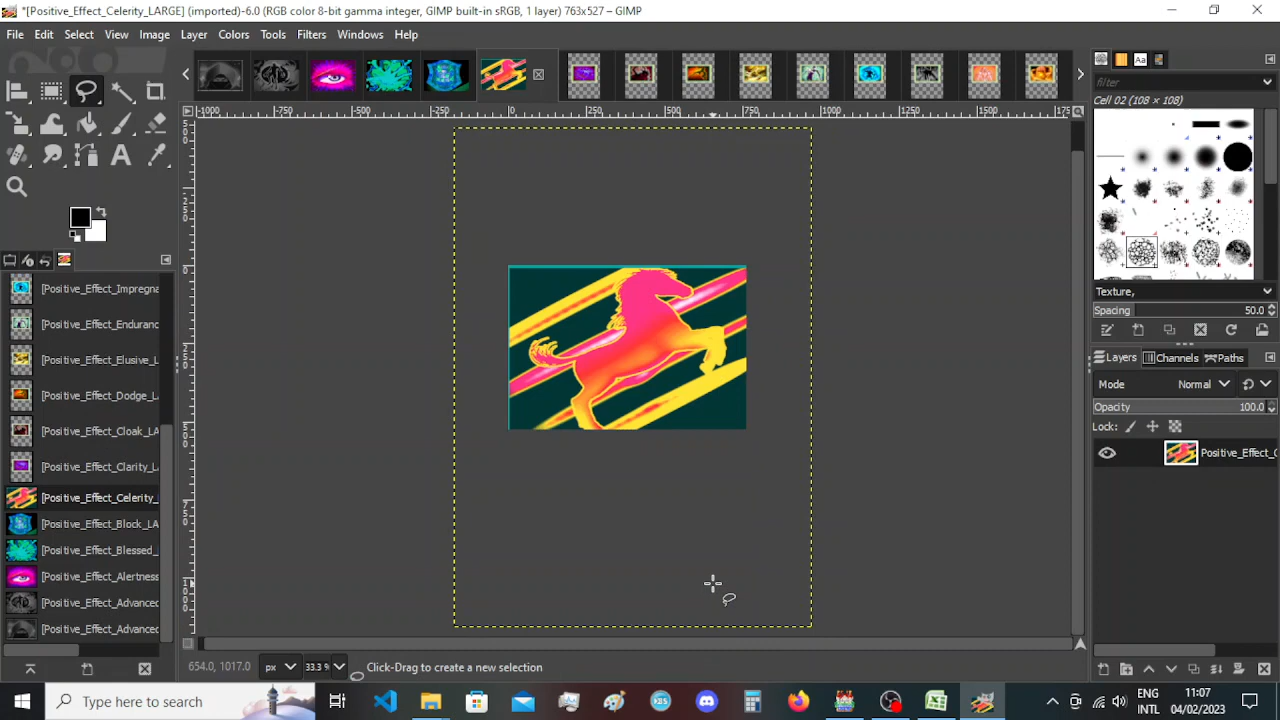 *[Positive_Effect_Celerity_LARGE] (imported)-6.0 (RGB color 8-bit gamma integer, GIMP built-in sRGB, 1 layer) 763x527 – GIMP
File Edit Select View Image Layer Colors Tools Filters Windows Help
filter
Cell 02 (108 × 108)
-1000 -750 -500 -250 0 250 500 750 1000 1250 1500 175
Texture,
Spacing 50.0
Layers Channels Paths
Mode Normal
Opacity 100.0
Lock:
Positive_Effect_C
[Positive_Effect_Impregna
[Positive_Effect_Enduranc
[Positive_Effect_Elusive_L
[Positive_Effect_Dodge_L
[Positive_Effect_Cloak_LA
[Positive_Effect_Clarity_L
[Positive_Effect_Celerity_
[Positive_Effect_Block_LA
[Positive_Effect_Blessed_
[Positive_Effect_Alertness
[Positive_Effect_Advanced
[Positive_Effect_Advanced
654.0, 1017.0 px 33.3 % Click-Drag to create a new selection
Type here to search
ENG
INTL
11:07
04/02/2023